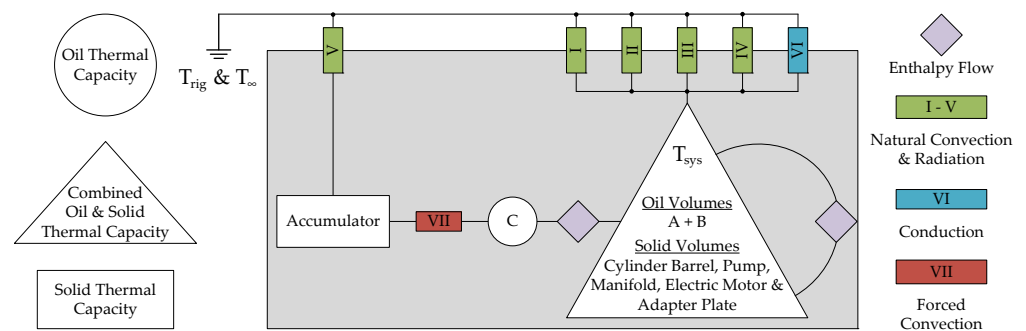 Oil Thermal
Capacity
Combined
Oil & Solid
Thermal Capacity
Solid Thermal
Capacity
T_rig & T_∞
V
I
II
III
IV
VI
T_sys
Oil Volumes
A + B
Solid Volumes
Cylinder Barrel, Pump,
Manifold, Electric Motor &
Adapter Plate
Accumulator
VII
C
Enthalpy Flow
I - V
Natural Convection
& Radiation
VI
Conduction
VII
Forced
Convection